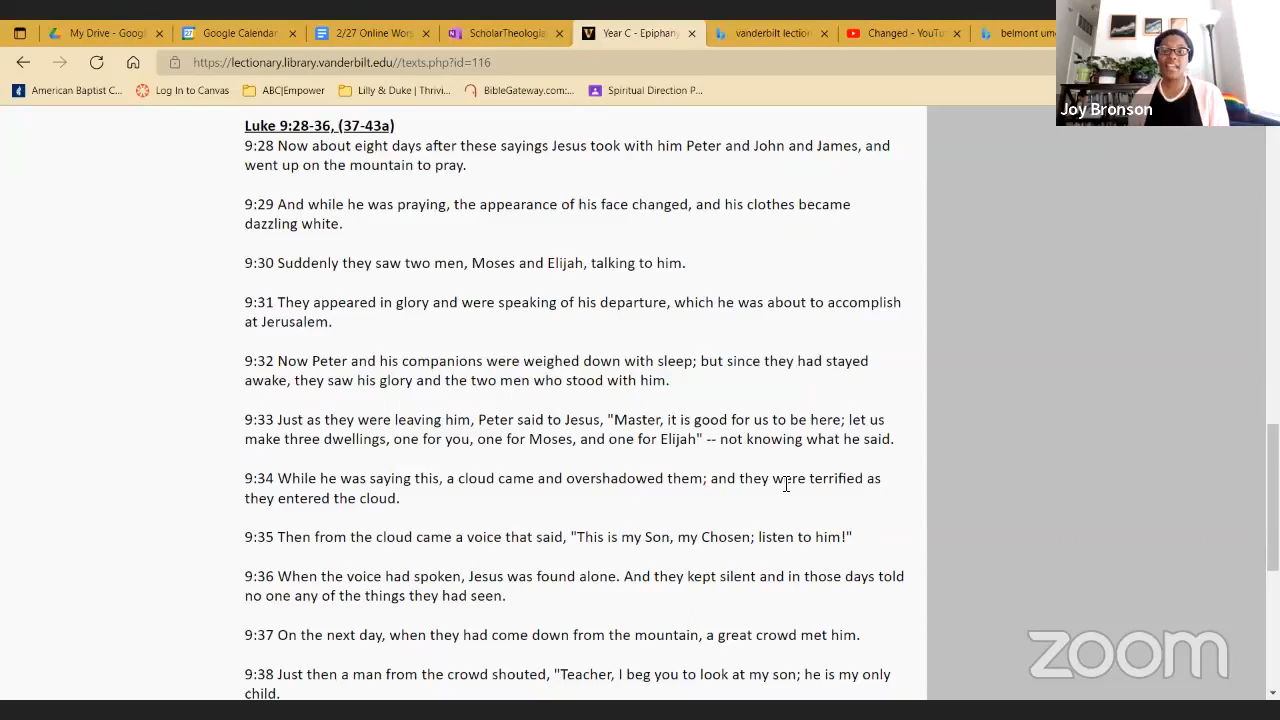 My Drive - Googl
Google Calendar
2/27 Online Wors
ScholarTheologia
Year C - Epiphany
vanderbilt lection
Changed - YouTu
belmont um
https://lectionary.library.vanderbilt.edu//texts.php?id=116
American Baptist C...
Log In to Canvas
ABC|Empower
Lilly & Duke | Thrivi...
BibleGateway.com:...
Spiritual Direction P...
Joy Bronson
Luke 9:28-36, (37-43a)
9:28 Now about eight days after these sayings Jesus took with him Peter and John and James, and
went up on the mountain to pray.
9:29 And while he was praying, the appearance of his face changed, and his clothes became
dazzling white.
9:30 Suddenly they saw two men, Moses and Elijah, talking to him.
9:31 They appeared in glory and were speaking of his departure, which he was about to accomplish
at Jerusalem.
9:32 Now Peter and his companions were weighed down with sleep; but since they had stayed
awake, they saw his glory and the two men who stood with him.
9:33 Just as they were leaving him, Peter said to Jesus, "Master, it is good for us to be here; let us
make three dwellings, one for you, one for Moses, and one for Elijah" -- not knowing what he said.
9:34 While he was saying this, a cloud came and overshadowed them; and they were terrified as
they entered the cloud.
9:35 Then from the cloud came a voice that said, "This is my Son, my Chosen; listen to him!"
9:36 When the voice had spoken, Jesus was found alone. And they kept silent and in those days told
no one any of the things they had seen.
9:37 On the next day, when they had come down from the mountain, a great crowd met him.
9:38 Just then a man from the crowd shouted, "Teacher, I beg you to look at my son; he is my only
child.
zoom